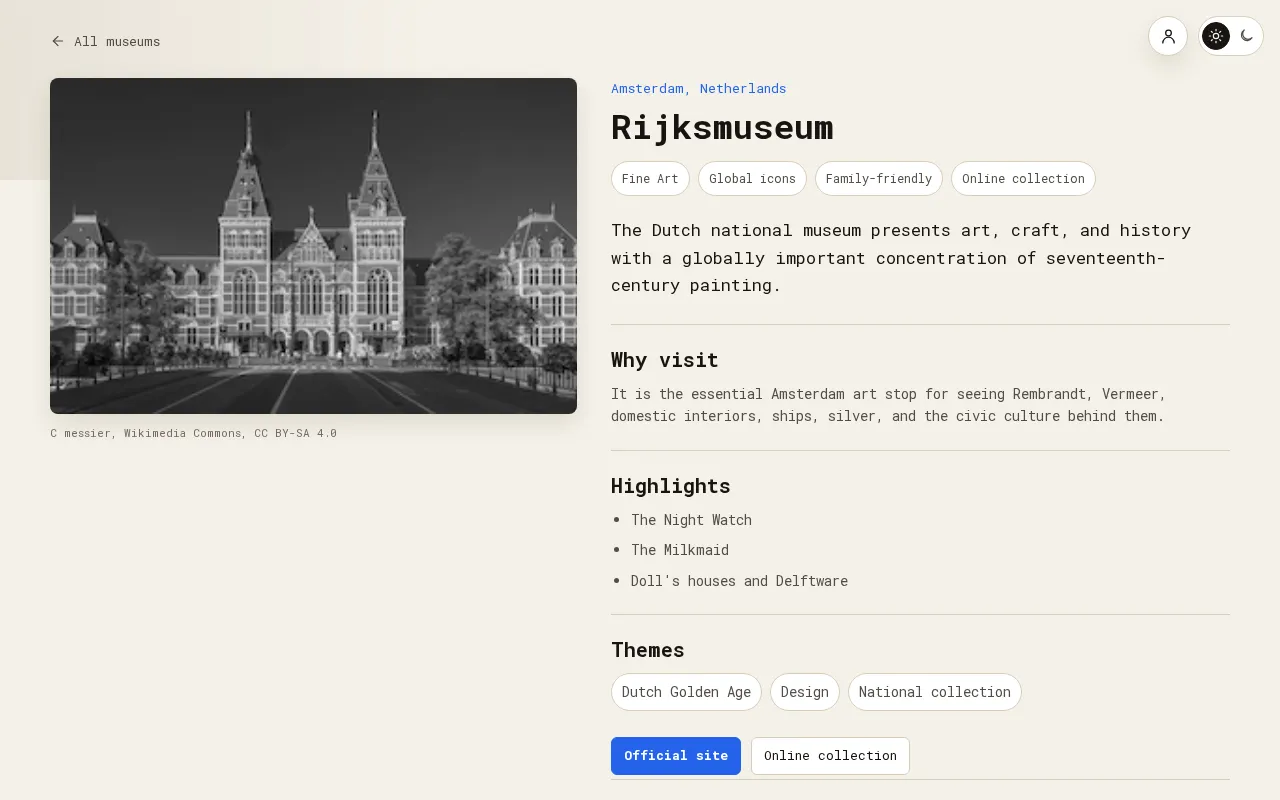 All museums
C messier, Wikimedia Commons, CC BY-SA 4.0
Amsterdam, Netherlands
Rijksmuseum
Fine Art
Global icons
Family-friendly
Online collection
The Dutch national museum presents art, craft, and history
with a globally important concentration of seventeenth-
century painting.
Why visit
It is the essential Amsterdam art stop for seeing Rembrandt, Vermeer,
domestic interiors, ships, silver, and the civic culture behind them.
Highlights
The Night Watch
The Milkmaid
Doll's houses and Delftware
Themes
Dutch Golden Age
Design
National collection
Official site
Online collection